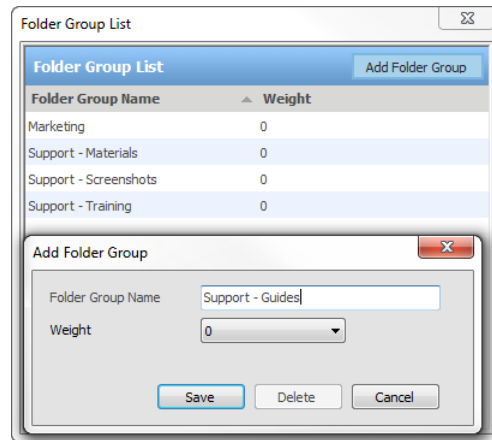 Folder Group List
Folder Group List Add Folder Group
Folder Group Name Weight
Marketing 0
Support - Materials 0
Support - Screenshots 0
Support - Training 0
Add Folder Group
Folder Group Name Support - Guides
Weight 0
Save Delete Cancel